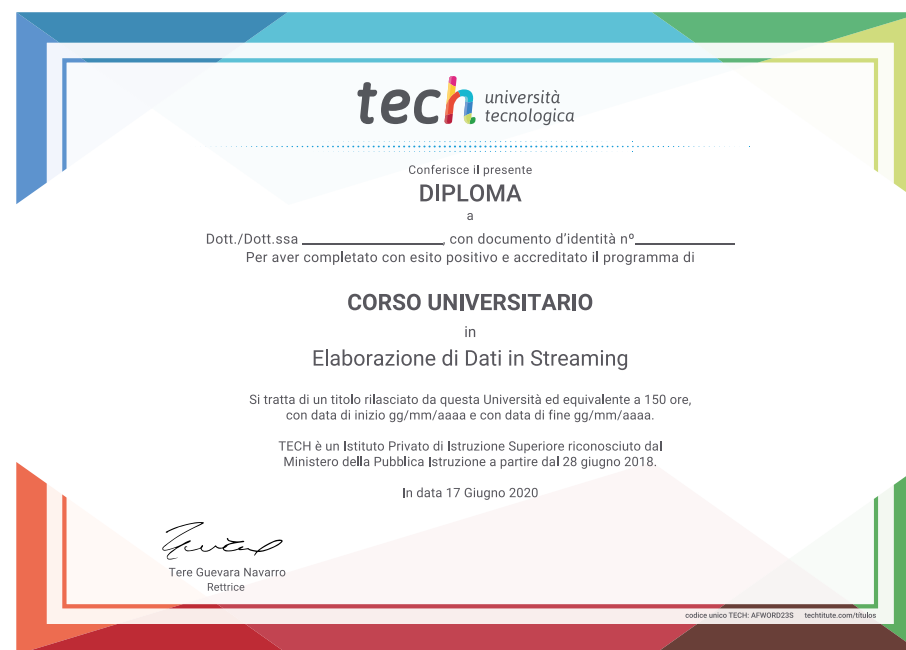 tech università
tecnologica
Conferisce il presente
DIPLOMA
a
Dott./Dott.ssa ____________________, con documento d'identità nº______________
Per aver completato con esito positivo e accreditato il programma di
CORSO UNIVERSITARIO
in
Elaborazione di Dati in Streaming
Si tratta di un titolo rilasciato da questa Università ed equivalente a 150 ore,
con data di inizio gg/mm/aaaa e con data di fine gg/mm/aaaa.
TECH è un Istituto Privato di Istruzione Superiore riconosciuto dal
Ministero della Pubblica Istruzione a partire dal 28 giugno 2018.
In data 17 Giugno 2020
Tere Guevara Navarro
Rettrice
codice unico TECH: AFWORD23S techtitute.com/titulos